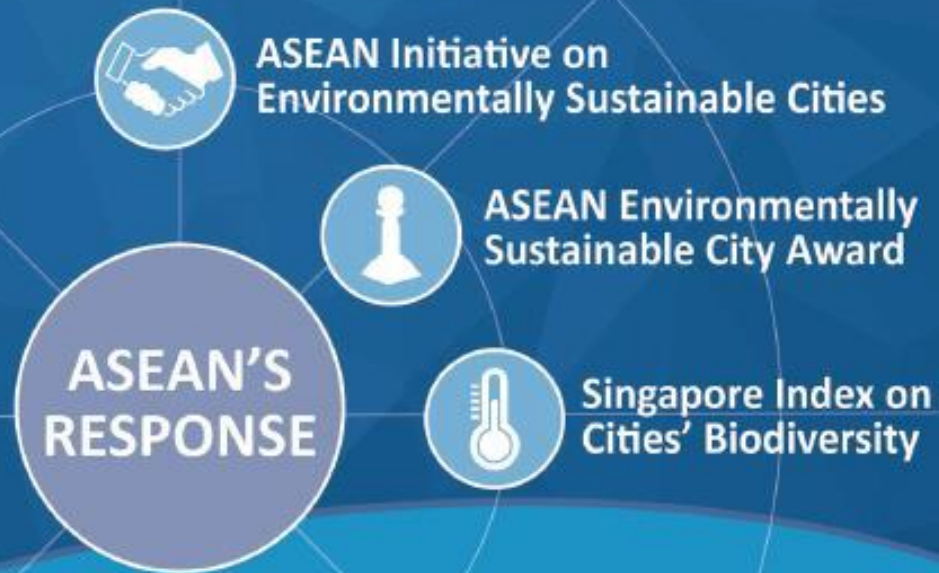 ASEAN Initiative on
Environmentally Sustainable Cities
ASEAN Environmentally
Sustainable City Award
ASEAN'S
RESPONSE
Singapore Index on
Cities' Biodiversity